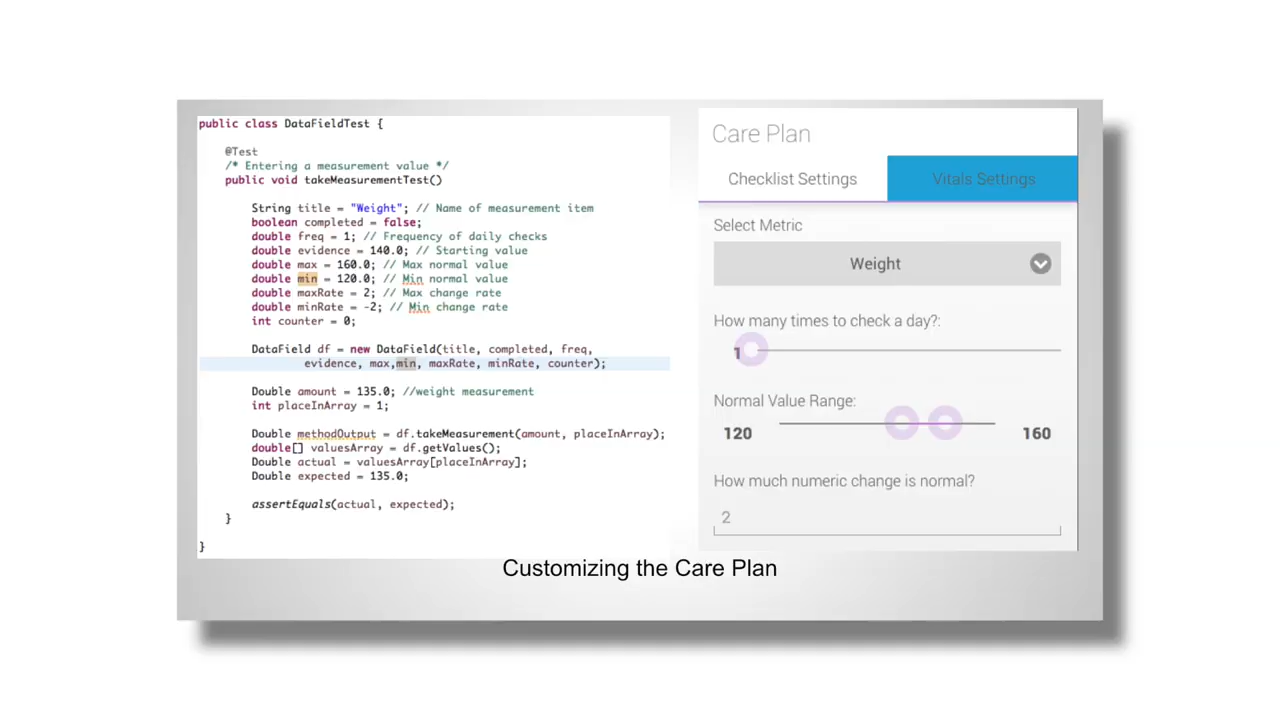 public class DataFieldTest {
@Test
/* Entering a measurement value */
public void takeMeasurementTest()
String title = "Weight"; // Name of measurement item
boolean completed = false;
double freq = 1; // Frequency of daily checks
double evidence = 140.0; // Starting value
double max = 160.0; // Max normal value
double min = 120.0; // Min normal value
double maxRate = 2; // Max change rate
double minRate = -2; // Min change rate
int counter = 0;
DataField df = new DataField(title, completed, freq,
evidence, max,min, maxRate, minRate, counter);
Double amount = 135.0; //weight measurement
int placeInArray = 1;
Double methodOutput = df.takeMeasurement(amount, placeInArray);
double[] valuesArray = df.getValues();
Double actual = valuesArray[placeInArray];
Double expected = 135.0;
assertEquals(actual, expected);
}
}
Care Plan
Checklist Settings Vitals Settings
Select Metric
Weight
How many times to check a day?:
1
Normal Value Range:
120 160
How much numeric change is normal?
2
Customizing the Care Plan